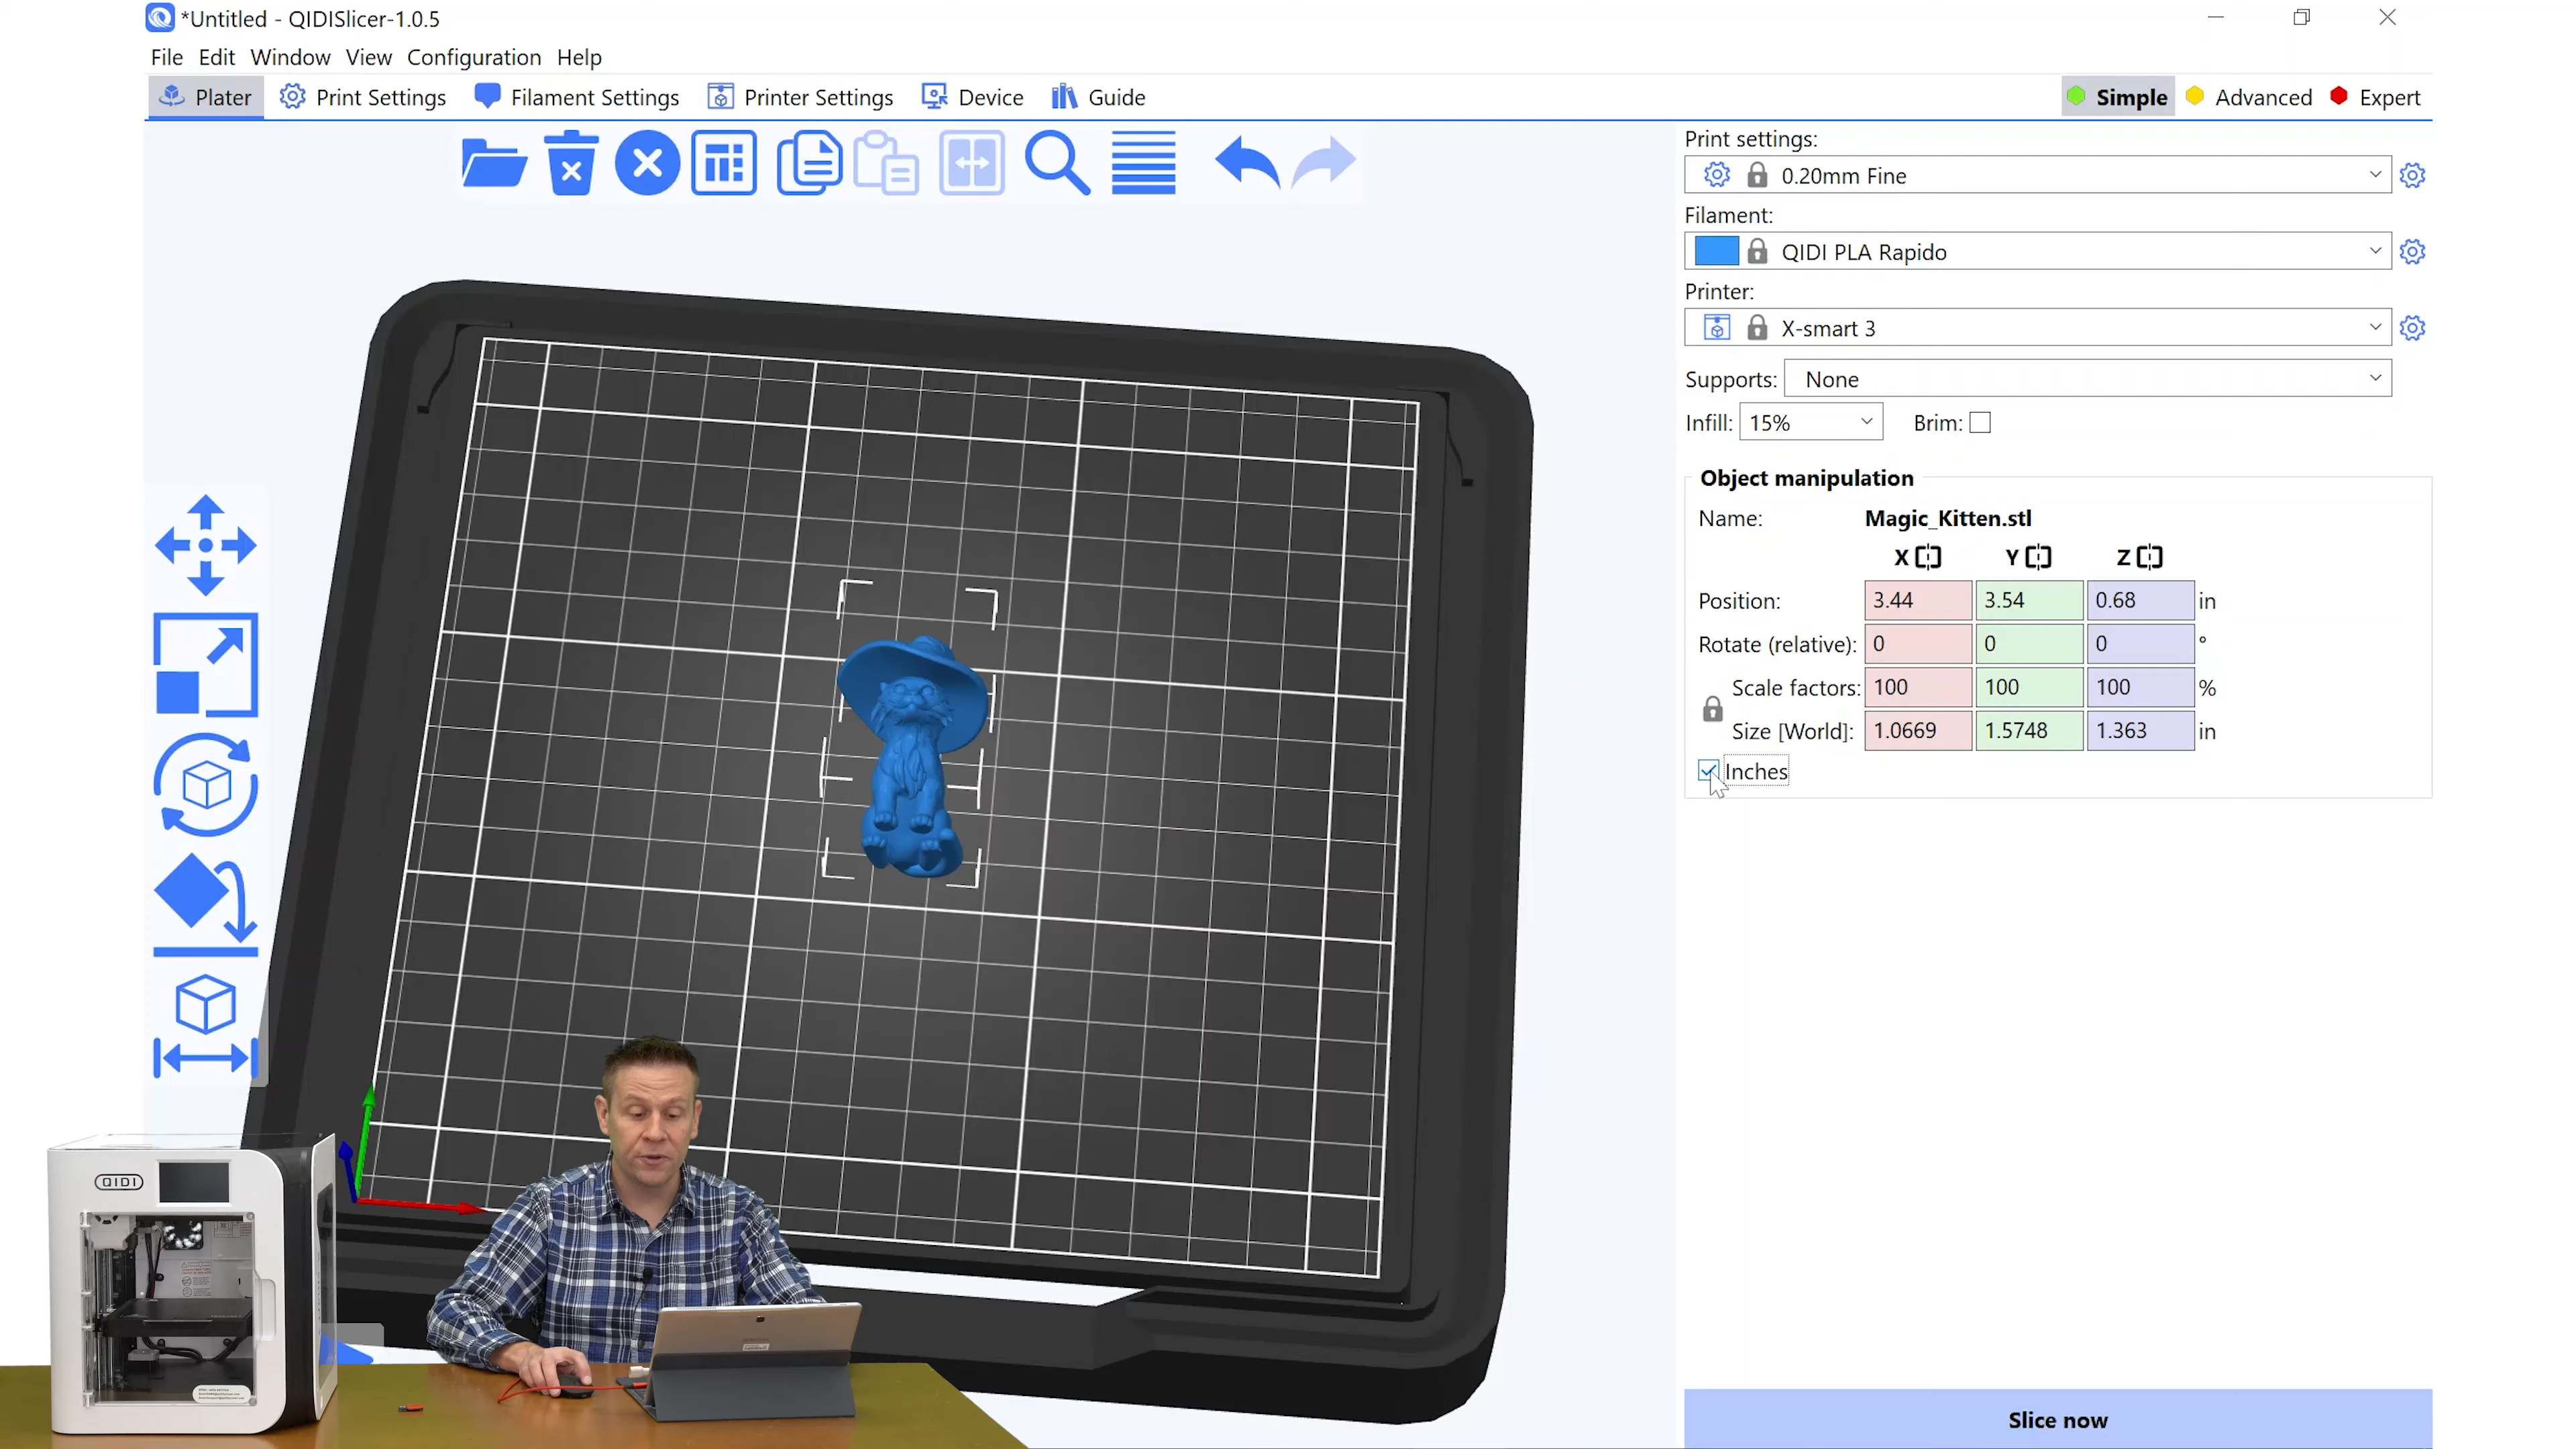 *Untitled - QIDISlicer-1.0.5
File Edit Window View Configuration Help
Plater Print Settings Filament Settings Printer Settings Device Guide Simple Advanced Expert
Print settings:
0.20mm Fine
Filament:
QIDI PLA Rapido
Printer:
X-smart 3
Supports: None
Infill: 15% Brim:
Object manipulation
Name: Magic_Kitten.stl
X Y Z
Position: 3.44 3.54 0.68 in
Rotate (relative): 0 0 0 °
Scale factors: 100 100 100 %
Size [World]: 1.0669 1.5748 1.363 in
Inches
QIDI
Slice now